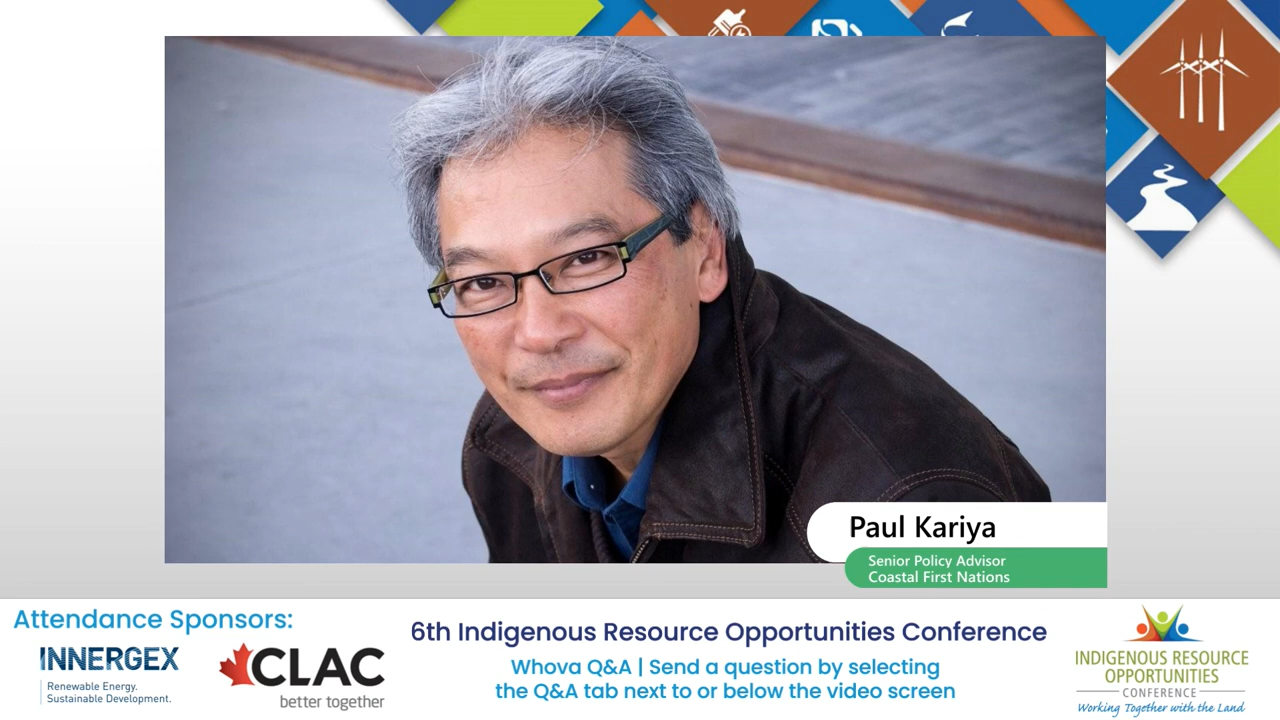 Paul Kariya
Senior Policy Advisor
Coastal First Nations
Attendance Sponsors:
INNERGEX
Renewable Energy.
Sustainable Development.
CLAC
better together
6th Indigenous Resource Opportunities Conference
Whova Q&A | Send a question by selecting
the Q&A tab next to or below the video screen
INDIGENOUS RESOURCE
OPPORTUNITIES
CONFERENCE
Working Together with the Land